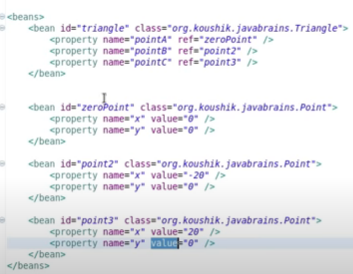 <beans>
<bean id="triangle" class="org.koushik.javabrains.Triangle">
<property name="pointA" ref="zeroPoint" />
<property name="pointB" ref="point2" />
<property name="pointC" ref="point3" />
</bean>
<bean id="zeroPoint" class="org.koushik.javabrains.Point">
<property name="x" value="0" />
<property name="y" value="0" />
</bean>
<bean id="point2" class="org.koushik.javabrains.Point">
<property name="x" value="-20" />
<property name="y" value="0" />
</bean>
<bean id="point3" class="org.koushik.javabrains.Point">
<property name="x" value="20" />
<property name="y" value="0" />
</bean>
</beans>